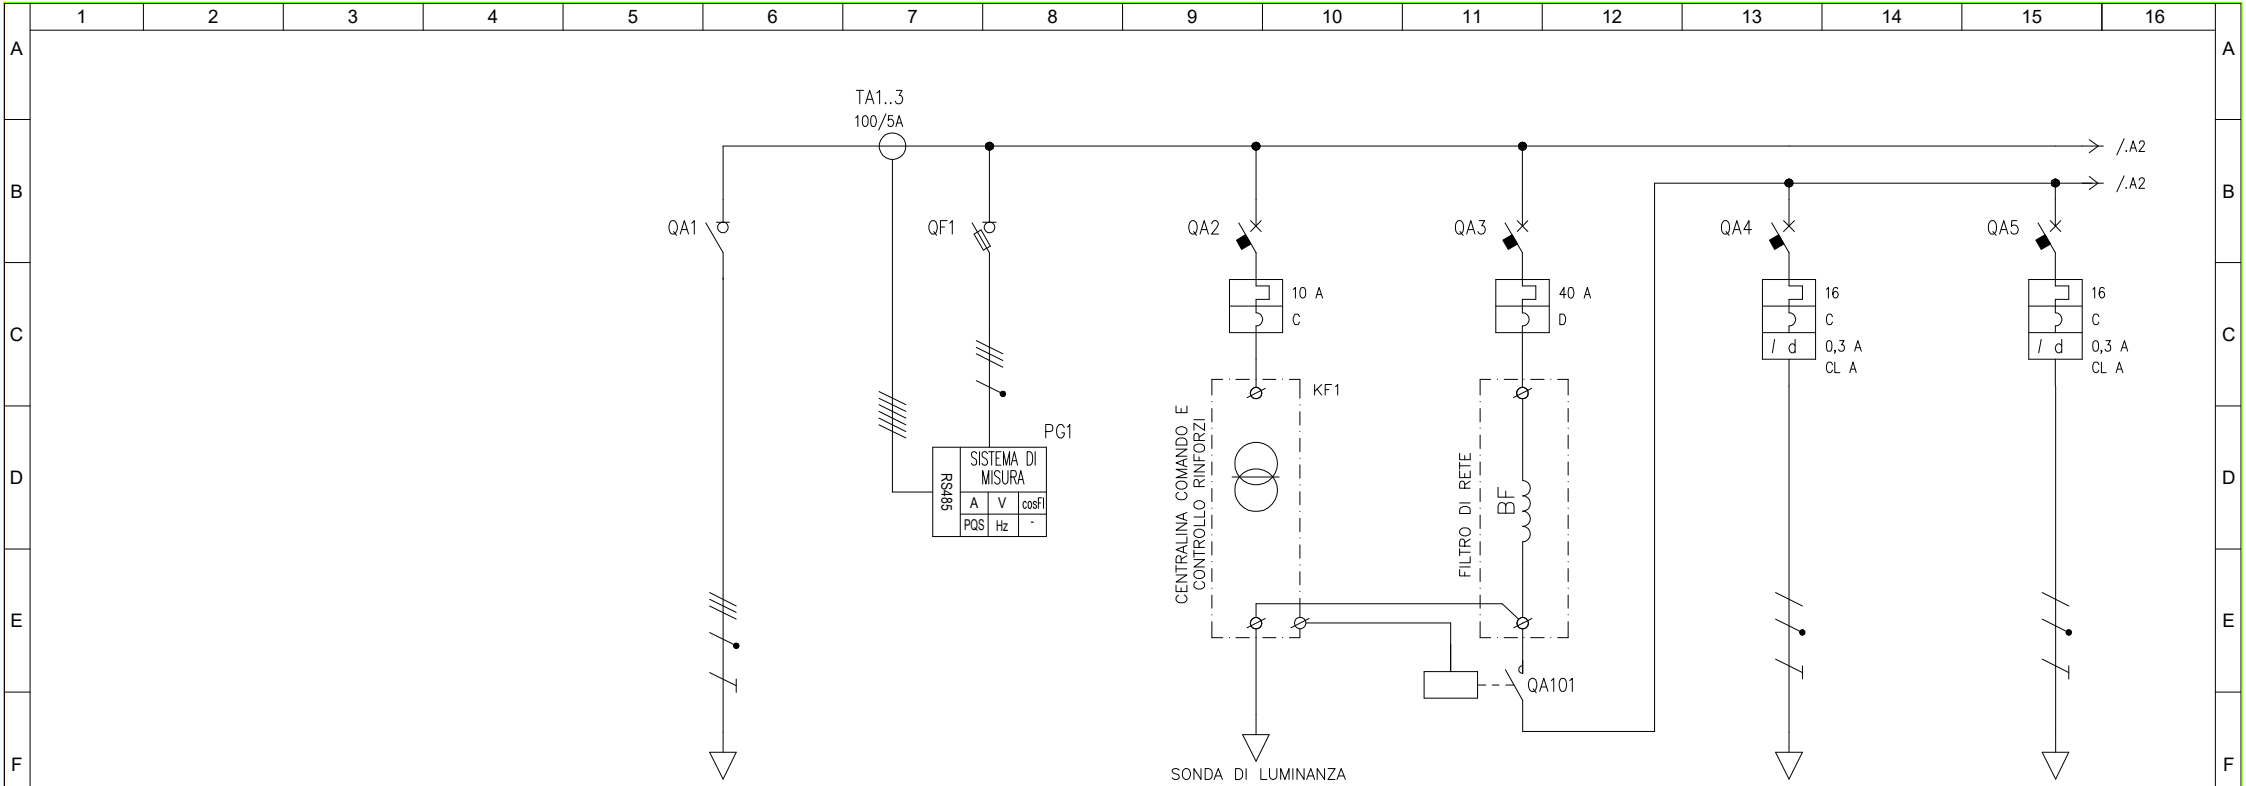 1 2 3 4 5 6 7 8 9 10 11 12 13 14 15 16
A A
TA1..3
100/5A
/.A2
B B
/.A2
QA1 QF1 QA2 QA3 QA4 QA5
10 A 40 A 16 16
C C
C D C C
I d 0,3 A I d 0,3 A
CL A CL A
KF1
CENTRALINA COMANDO E
CONTROLLO RINFORZI
FILTRO DI RETE
BF
PG1
D D
RS485
SISTEMA DI
MISURA
A V cosFI
PQS Hz -
E E
QA101
F F
SONDA DI LUMINANZA